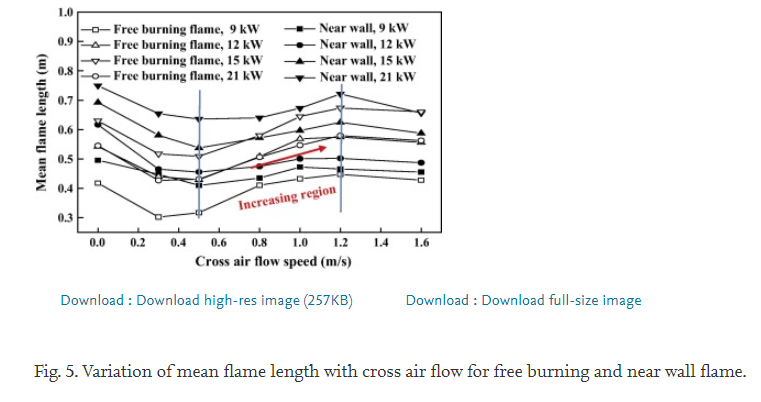 1.0
0.9
0.8
0.7
0.6
0.5
0.4
0.3
Mean flame length (m)
Free burning flame, 9 kW
Free burning flame, 12 kW
Free burning flame, 15 kW
Free burning flame, 21 kW
Near wall, 9 kW
Near wall, 12 kW
Near wall, 15 kW
Near wall, 21 kW
Increasing region
0.0 0.2 0.4 0.6 0.8 1.0 1.2 1.4 1.6
Cross air flow speed (m/s)
Download : Download high-res image (257KB) Download : Download full-size image
Fig. 5. Variation of mean flame length with cross air flow for free burning and near wall flame.